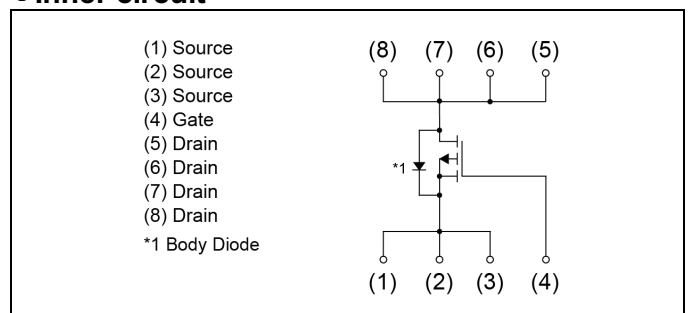 Inner circuit
(1) Source
(2) Source
(3) Source
(4) Gate
(5) Drain
(6) Drain
(7) Drain
(8) Drain
*1 Body Diode
(8) (7) (6) (5)
*1
(1) (2) (3) (4)